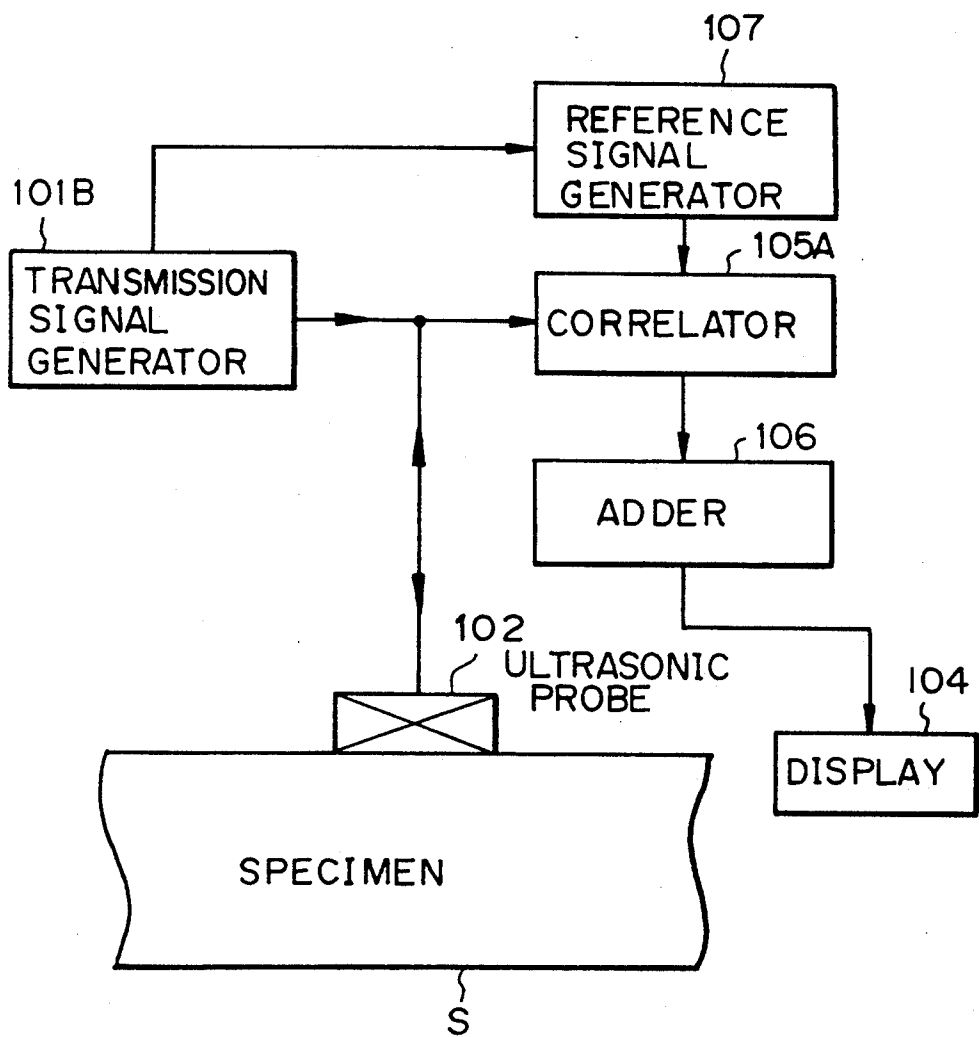 107
REFERENCE
SIGNAL
GENERATOR
101B
TRANSMISSION
SIGNAL
GENERATOR
105A
CORRELATOR
106
ADDER
102
ULTRASONIC
PROBE
104
DISPLAY
SPECIMEN
S